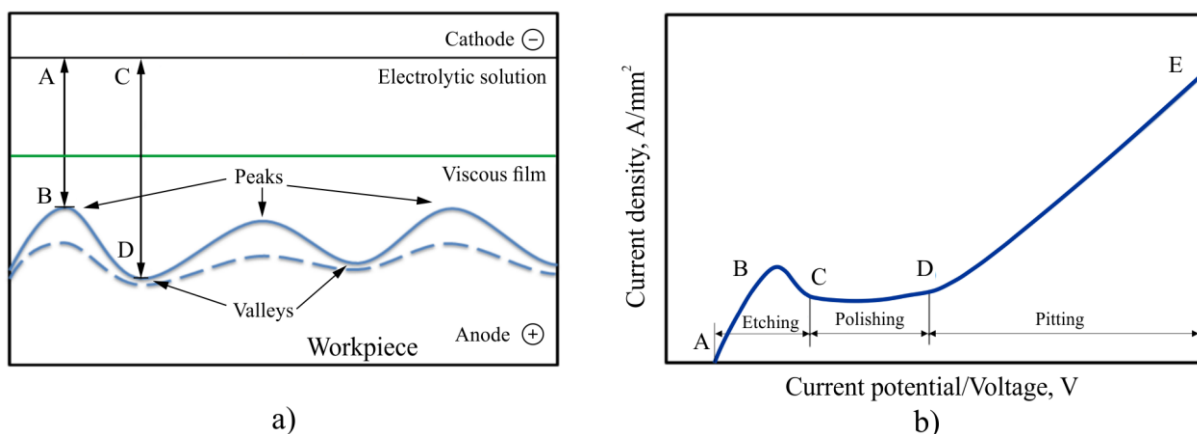 Cathode ⊖
A
C
Electrolytic solution
Viscous film
Peaks
B
D
Valleys
Anode ⊕
Workpiece
a)
Current density, A/mm²
E
B
C
D
Etching
Polishing
Pitting
A
Current potential/Voltage, V
b)